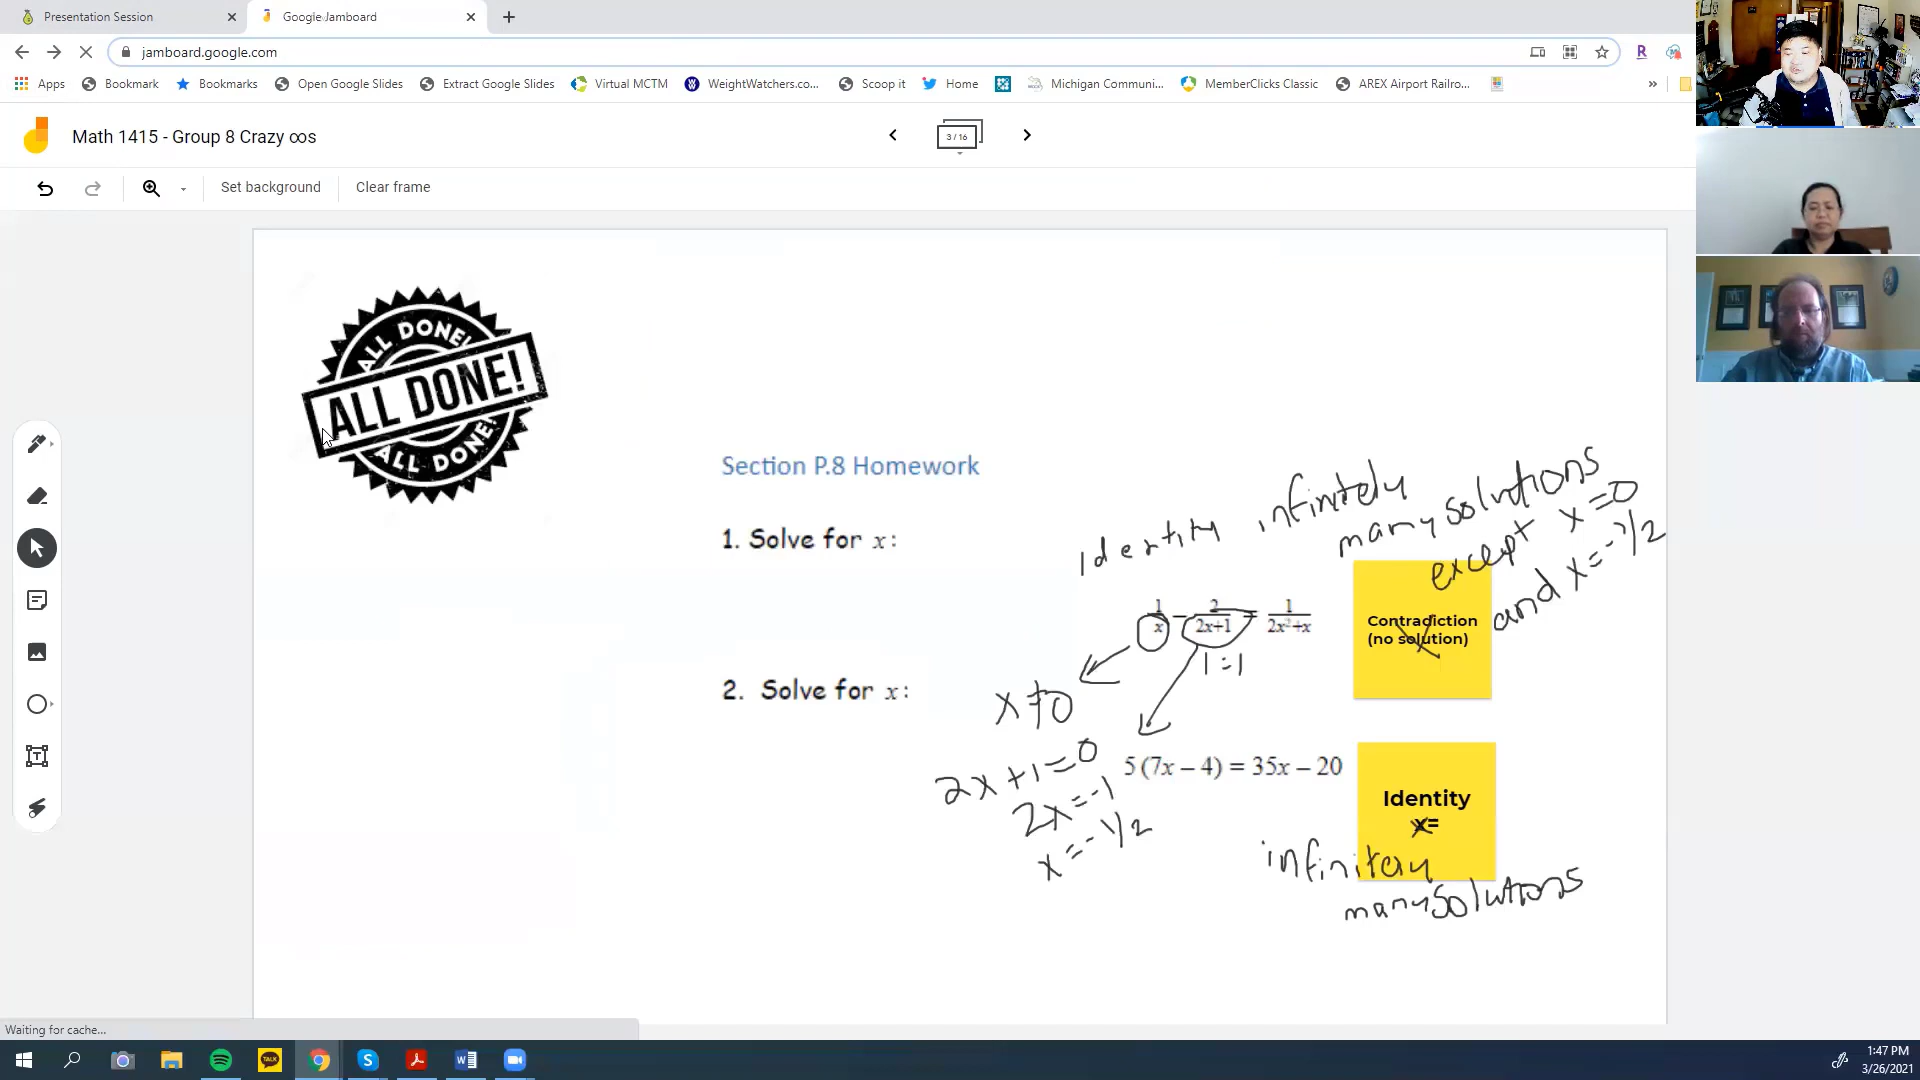 Presentation Session
Google Jamboard
jamboard.google.com
Apps
Bookmark
Bookmarks
Open Google Slides
Extract Google Slides
Virtual MCTM
WeightWatchers.co...
Scoop it
Home
Michigan Communi...
MemberClicks Classic
AREX Airport Railro...
»
Math 1415 - Group 8 Crazy ∞s
3 / 16
Set background
Clear frame
ALL DONE!
ALL DONE!
ALL DONE!
Section P.8 Homework
1. Solve for x:
Identity infinitely
many solutions
except x=0
and x=-1/2
1/x − 2/(2x+1) = 1/(2x²+x)
1=1
Contradiction
(no solution)
x≠0
2. Solve for x:
2x+1=0
2x=-1
x=-1/2
5(7x – 4) = 35x – 20
Identity
x=
infinitely
many solutions
Waiting for cache...
TALK
1:47 PM
3/26/2021